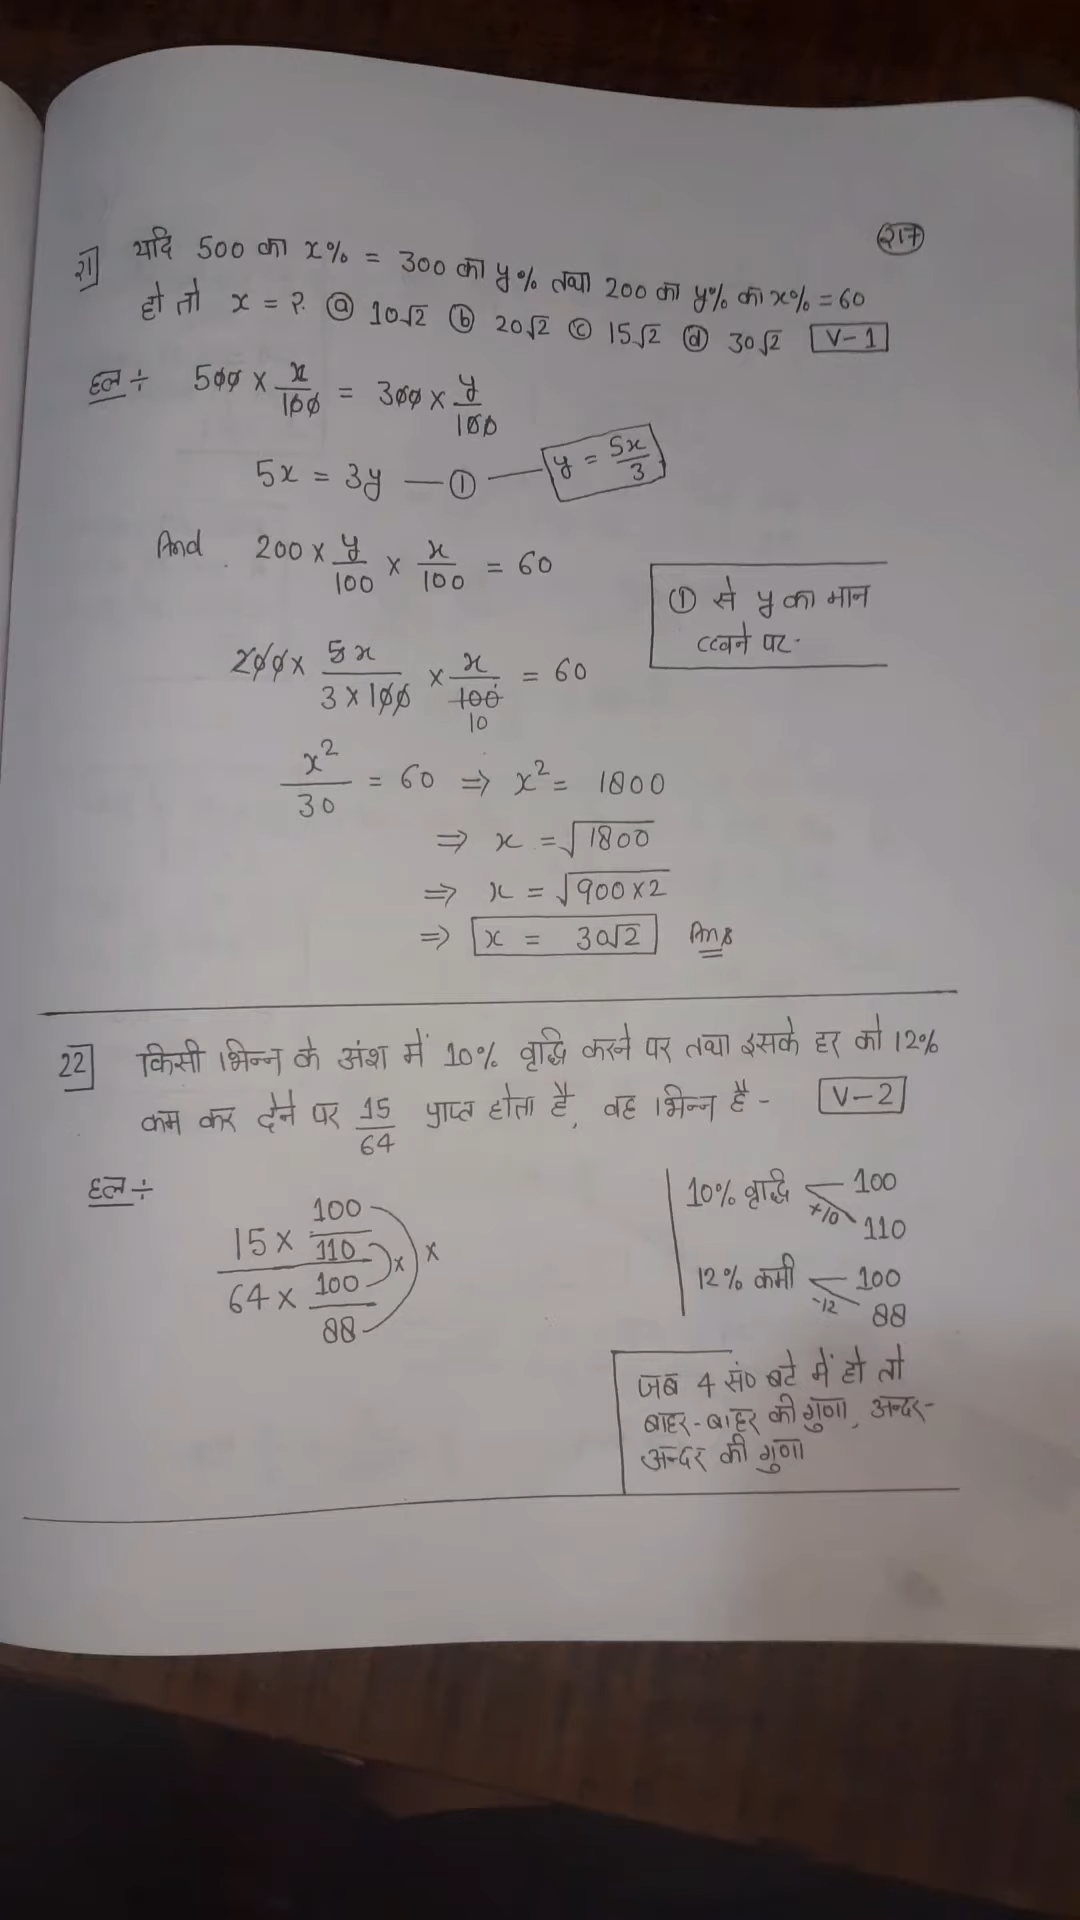 217
21] यदि 500 का x% = 300 का y% तथा 200 का y% का x% = 60
हो तो x = ?. ⓐ 10√2 ⓑ 20√2 ⓒ 15√2 ⓓ 30√2 V-1
हल ÷ 500 × x/100 = 300 × y/100
5x = 3y — ① — y = 5x/3
And 200 × y/100 × x/100 = 60
① से y का मान
रखने पर-
200 × 5x/3×100 × x/100 = 60
10
x²/30 = 60 ⇒ x² = 1800
⇒ x = √1800
⇒ x = √900×2
⇒ x = 30√2 Ans
22] किसी भिन्न के अंश में 10% वृद्धि करने पर तथा इसके हर को 12%
कम कर देने पर 15/64 प्राप्त होता है, वह भिन्न है - V-2
हल ÷
15 × 100/110
64 × 100/88
× ×
10% वृद्धि 100
+10 110
12% कमी 100
-12 88
जब 4 सं० बटे में हो तो
बाहर-बाहर की गुणा, अन्दर-
अन्दर की गुणा